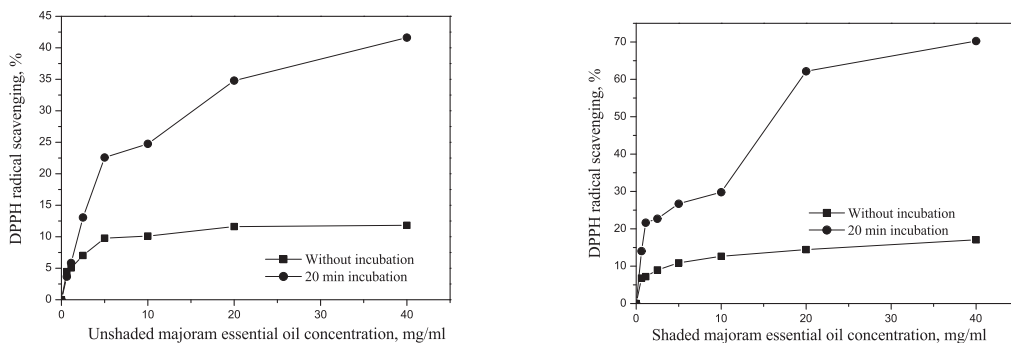 DPPH radical scavenging, %
45
40
35
30
25
20
15
10
5
0
Without incubation
20 min incubation
0 10 20 30 40
Unshaded majoram essential oil concentration, mg/ml
DPPH radical scavenging, %
70
60
50
40
30
20
10
0
Without incubation
20 min incubation
0 10 20 30 40
Shaded majoram essential oil concentration, mg/ml